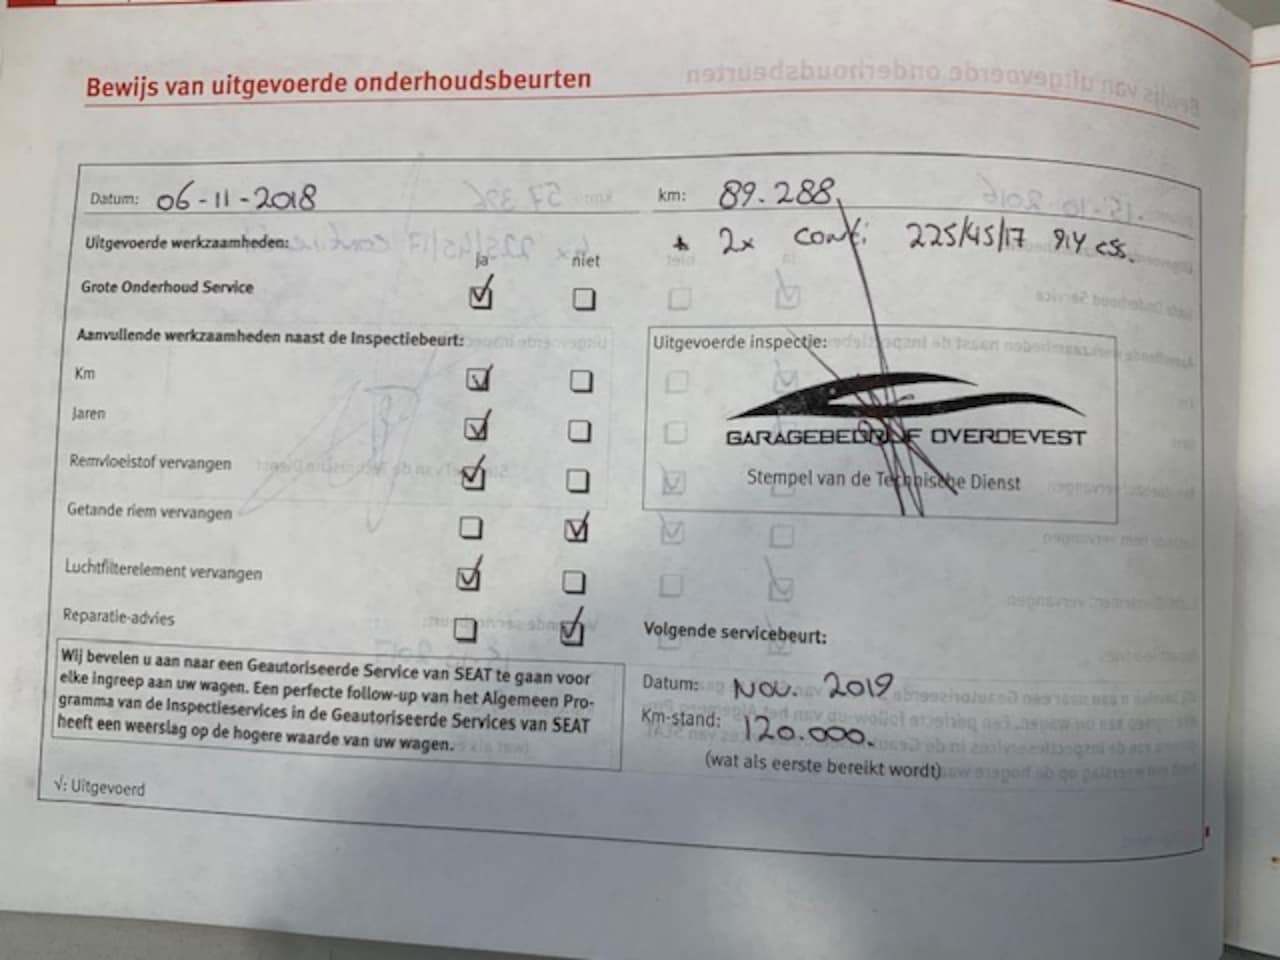 Bewijs van uitgevoerde onderhoudsbeurten
Datum: 06-11-2018
km: 89.288
Uitgevoerde werkzaamheden:
+ 2x conti 225/45/17 91Y
ja niet
Grote Onderhoud Service
Aanvullende werkzaamheden naast de Inspectiebeurt:
Km
Jaren
Remvloeistof vervangen
Getande riem vervangen
Luchtfilterelement vervangen
Reparatie-advies
Wij bevelen u aan naar een Geautoriseerde Service van SEAT te gaan voor
elke ingreep aan uw wagen. Een perfecte follow-up van het Algemeen Pro-
gramma van de Inspectieservices in de Geautoriseerde Services van SEAT
heeft een weerslag op de hogere waarde van uw wagen.
√: Uitgevoerd
Uitgevoerde inspectie:
GARAGEBEDRIJF OVERDEVEST
Stempel van de Technische Dienst
Volgende servicebeurt:
Datum: Nov. 2019
Km-stand: 120.000.
(wat als eerste bereikt wordt)